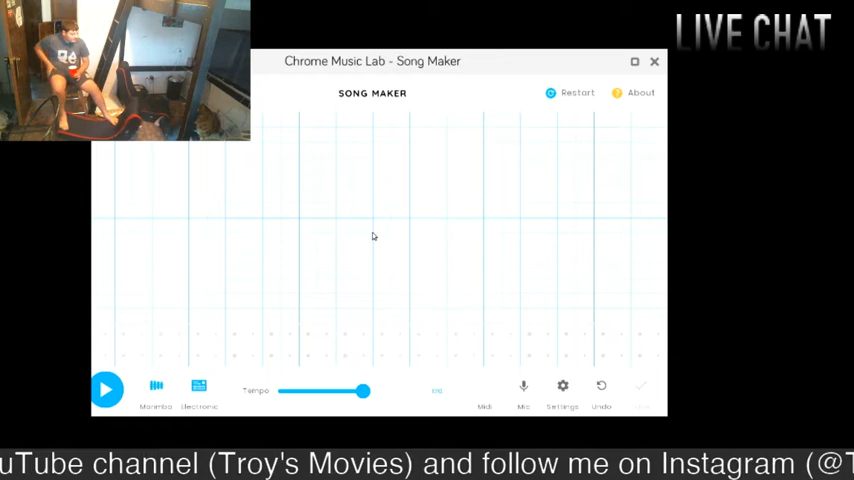 LIVE CHAT
Chrome Music Lab - Song Maker
SONG MAKER
Restart
? About
Tempo
Marimba
Electronic
Midi
Mic
Settings
Undo
uTube channel (Troy's Movies) and follow me on Instagram (@T